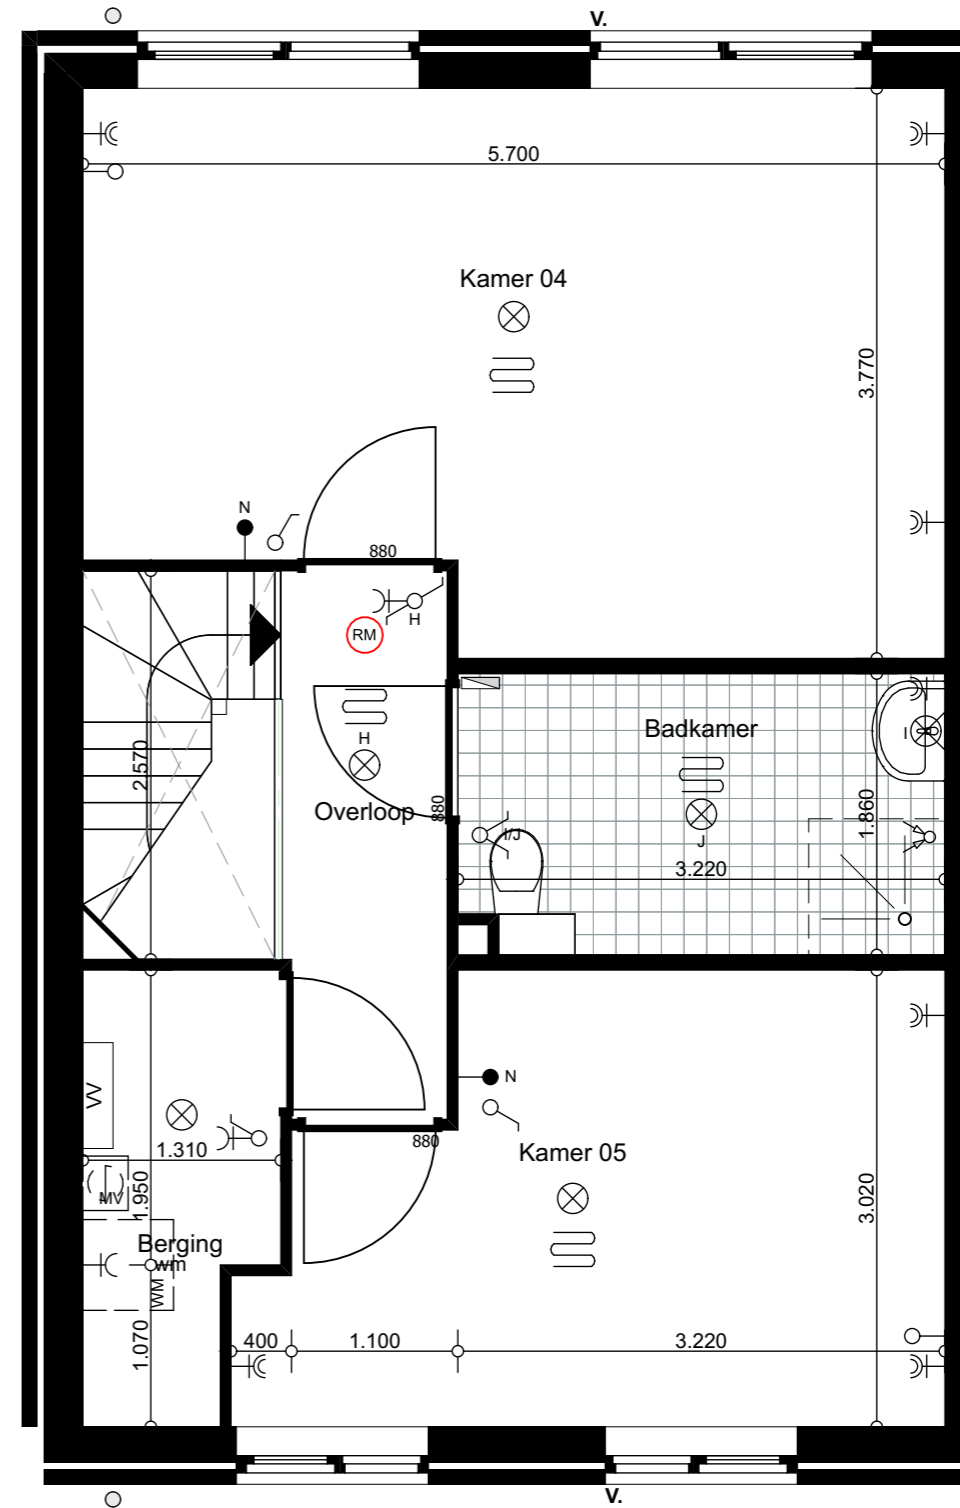 V.
5.700
Kamer 04
3.770
N
880
H
RM
H
Badkamer
I
2.570
Overloop
880
I/J
J
1.860
3.220
N
VV
1.310
880
Kamer 05
MV
1.950
3.020
Berging
wm
WM
1.070
400
1.100
3.220
V.